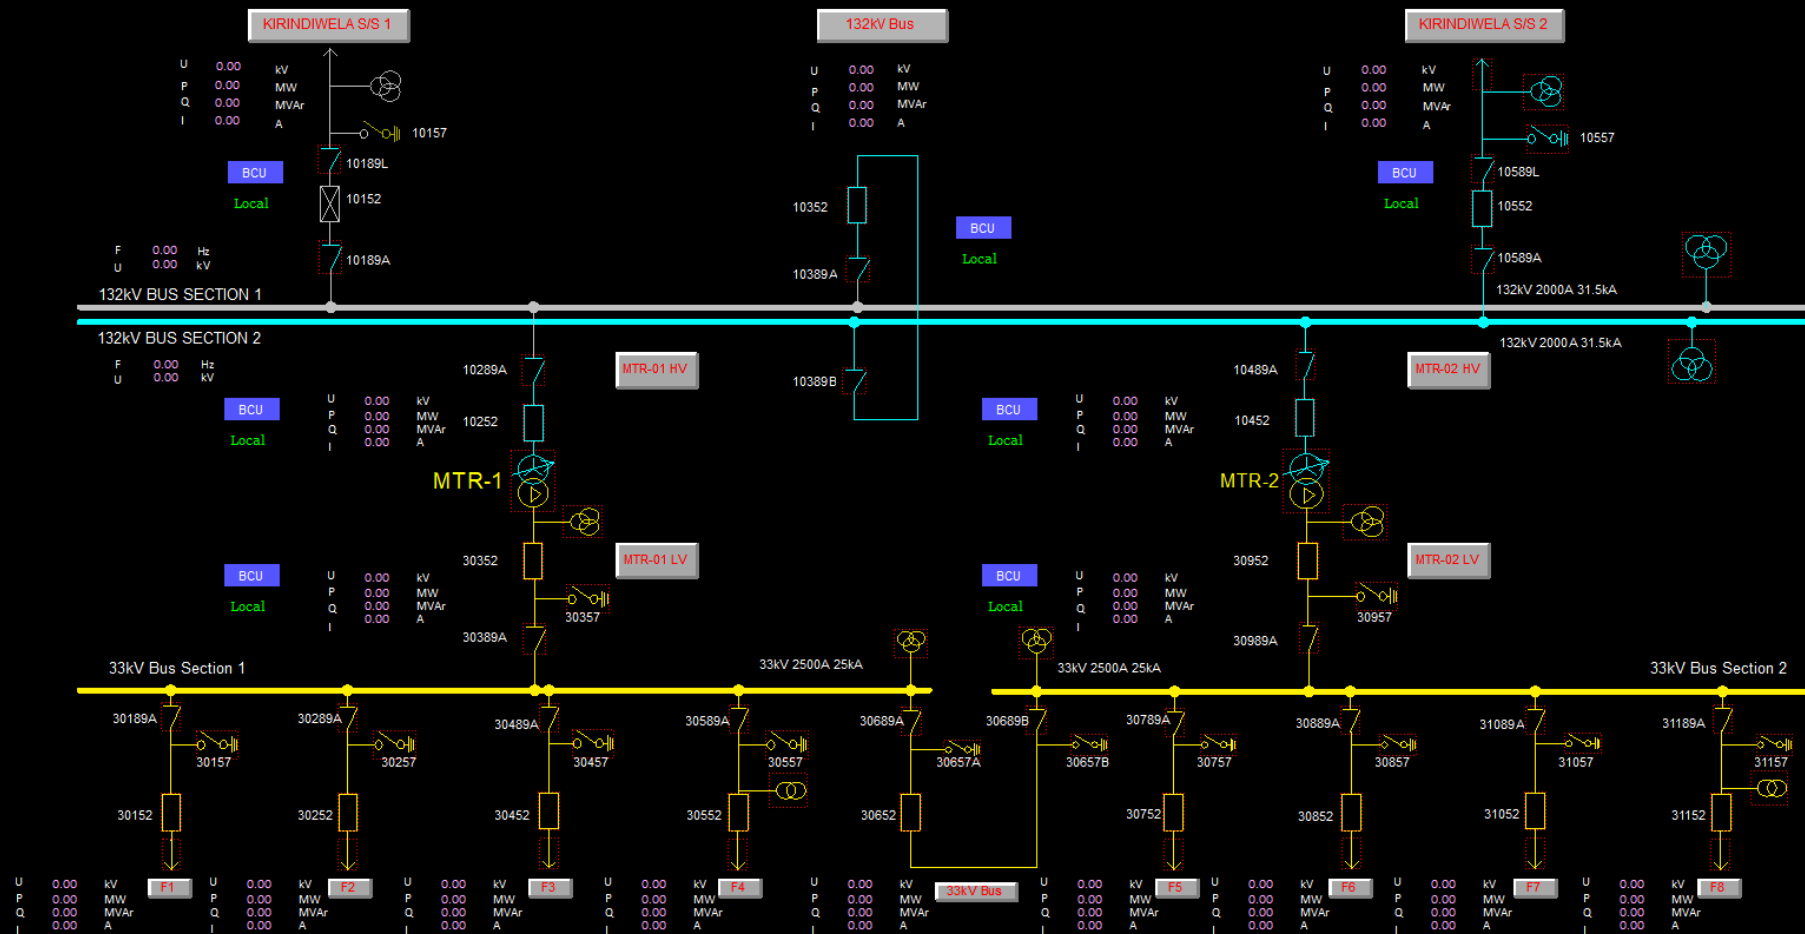 KIRINDIWELA S/S 1
132kV Bus
KIRINDIWELA S/S 2
U 0.00 kV
P 0.00 MW
Q 0.00 MVAr
I 0.00 A
U 0.00 kV
P 0.00 MW
Q 0.00 MVAr
I 0.00 A
U 0.00 kV
P 0.00 MW
Q 0.00 MVAr
I 0.00 A
10157
10557
10189L
BCU
Local
10152
10352
BCU
Local
BCU
Local
10589L
10552
10189A
10389A
10589A
F 0.00 Hz
U 0.00 kV
132kV BUS SECTION 1
132kV 2000A 31.5kA
132kV BUS SECTION 2
132kV 2000A 31.5kA
F 0.00 Hz
U 0.00 kV
10289A
MTR-01 HV
10389B
10489A
MTR-02 HV
BCU
Local
U 0.00 kV
P 0.00 MW
Q 0.00 MVAr
I 0.00 A
10252
BCU
Local
U 0.00 kV
P 0.00 MW
Q 0.00 MVAr
I 0.00 A
10452
MTR-1
MTR-2
30352
MTR-01 LV
30952
MTR-02 LV
BCU
Local
U 0.00 kV
P 0.00 MW
Q 0.00 MVAr
I 0.00 A
30357
30389A
BCU
Local
U 0.00 kV
P 0.00 MW
Q 0.00 MVAr
I 0.00 A
30957
30989A
33kV Bus Section 1
33kV 2500A 25kA
33kV 2500A 25kA
33kV Bus Section 2
30189A
30289A
30489A
30589A
30689A
30689B
30789A
30889A
31089A
31189A
30157
30257
30457
30557
30657A
30657B
30757
30857
31057
31157
30152
30252
30452
30552
30652
30752
30852
31052
31152
F1
F2
F3
F4
33kV Bus
F5
F6
F7
F8
U 0.00 kV
P 0.00 MW
Q 0.00 MVAr
0.00 A
U 0.00 kV
P 0.00 MW
Q 0.00 MVAr
0.00 A
U 0.00 kV
P 0.00 MW
Q 0.00 MVAr
0.00 A
U 0.00 kV
P 0.00 MW
Q 0.00 MVAr
0.00 A
U 0.00 kV
P 0.00 MW
Q 0.00 MVAr
0.00 A
U 0.00 kV
P 0.00 MW
Q 0.00 MVAr
0.00 A
U 0.00 kV
P 0.00 MW
Q 0.00 MVAr
0.00 A
U 0.00 kV
P 0.00 MW
Q 0.00 MVAr
0.00 A
U 0.00 kV
P 0.00 MW
Q 0.00 MVAr
0.00 A